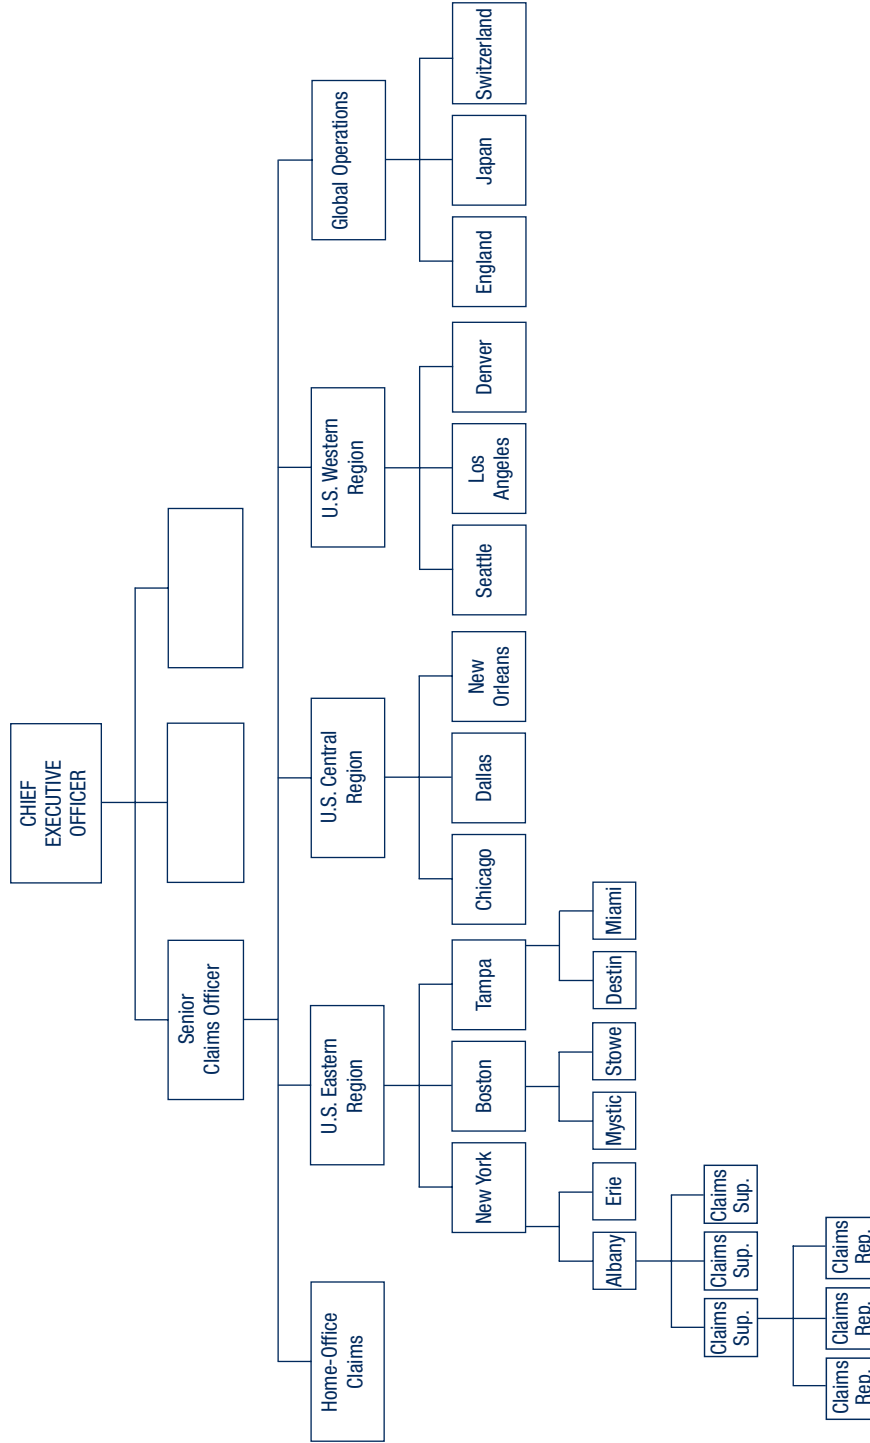 CHIEF
EXECUTIVE
OFFICER
Senior
Claims Officer
Home-Office
Claims
U.S. Eastern
Region
U.S. Central
Region
U.S. Western
Region
Global Operations
New York
Boston
Tampa
Chicago
Dallas
New
Orleans
Seattle
Los
Angeles
Denver
England
Japan
Switzerland
Albany
Erie
Mystic
Stowe
Destin
Miami
Claims
Sup.
Claims
Sup.
Claims
Sup.
Claims
Rep.
Claims
Rep.
Claims
Rep.